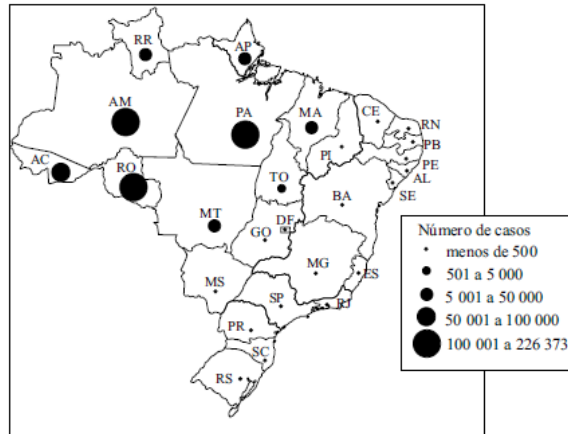 RR
AP
AM
PA
MA
CE
RN
PB
PI
PE
AC
RO
TO
AL
SE
BA
MT
DF
GO
MG
ES
MS
SP
RJ
PR
SC
RS
Número de casos
menos de 500
501 a 5 000
5 001 a 50 000
50 001 a 100 000
100 001 a 226 373